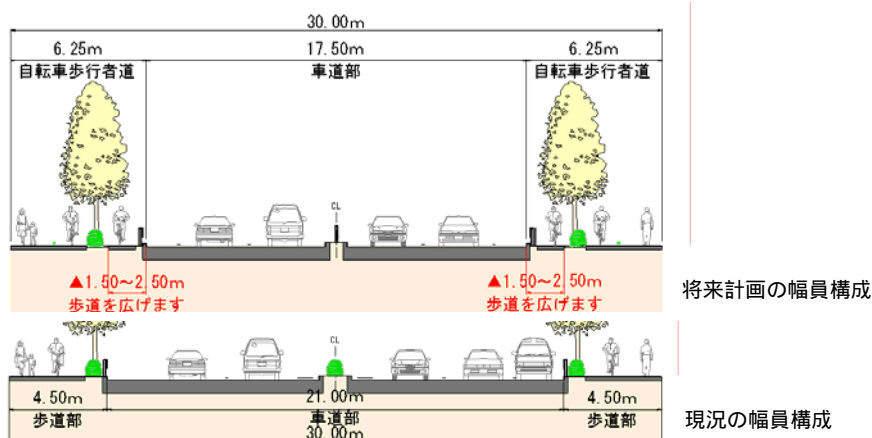 30.00m
6.25m 17.50m 6.25m
自転車歩行者道 車道部 自転車歩行者道
CL
▲1.50～2.50m ▲1.50～2.50m
歩道を広げます 歩道を広げます
将来計画の幅員構成
CL
4.50m 21.00m 4.50m
歩道部 車道部 歩道部
30.00m
現況の幅員構成